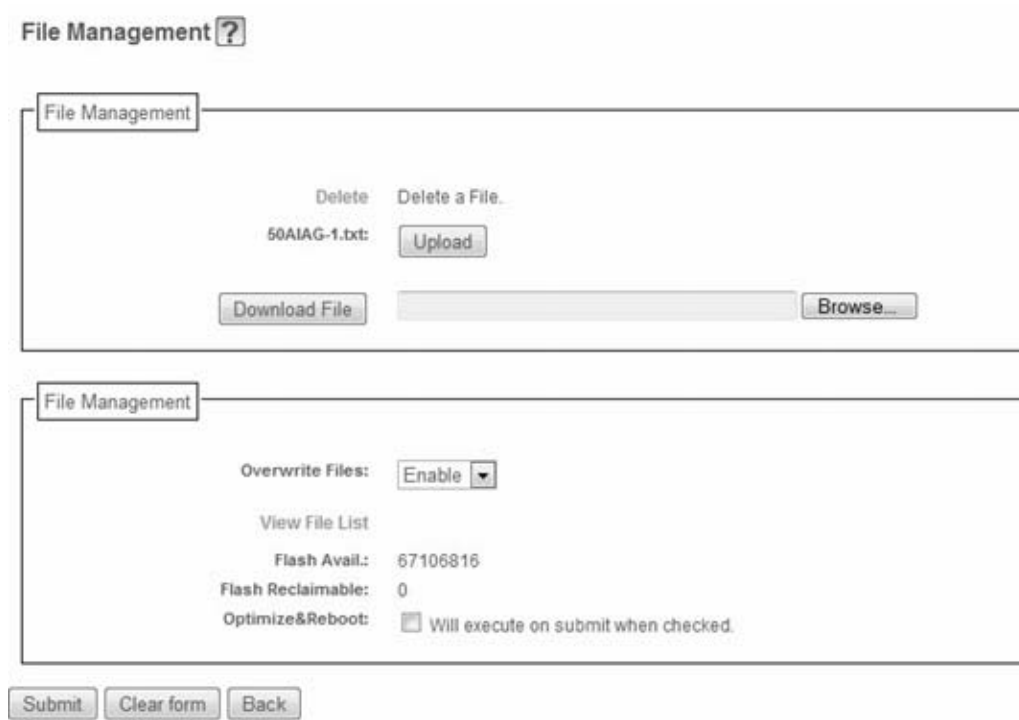 File Management ?
File Management
Delete Delete a File.
50AIAG-1.txt: Upload
Download File Browse...
File Management
Overwrite Files: Enable
View File List
Flash Avail.: 67106816
Flash Reclaimable: 0
Optimize&Reboot: Will execute on submit when checked.
Submit Clear form Back